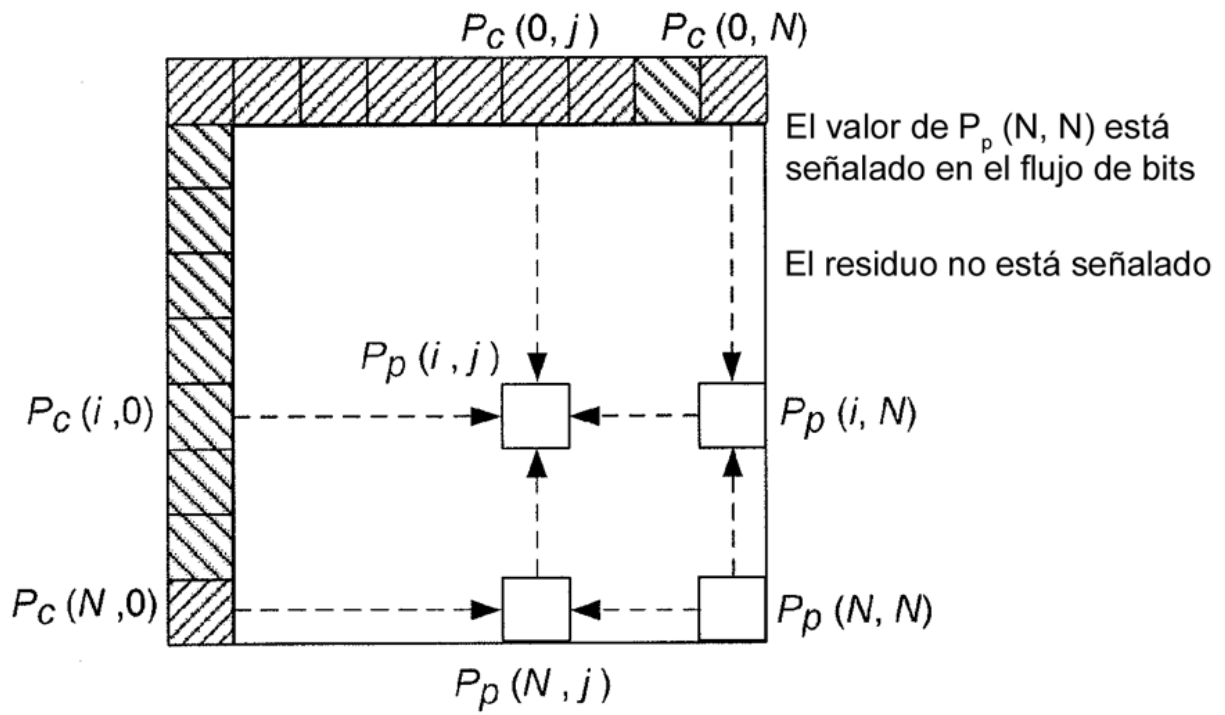 Pc (0, j)
Pc (0, N)
El valor de Pp (N, N) está
señalado en el flujo de bits
El residuo no está señalado
Pp (i , j)
Pc (i ,0)
Pp (i, N)
Pc (N ,0)
Pp (N, N)
Pp (N , j)